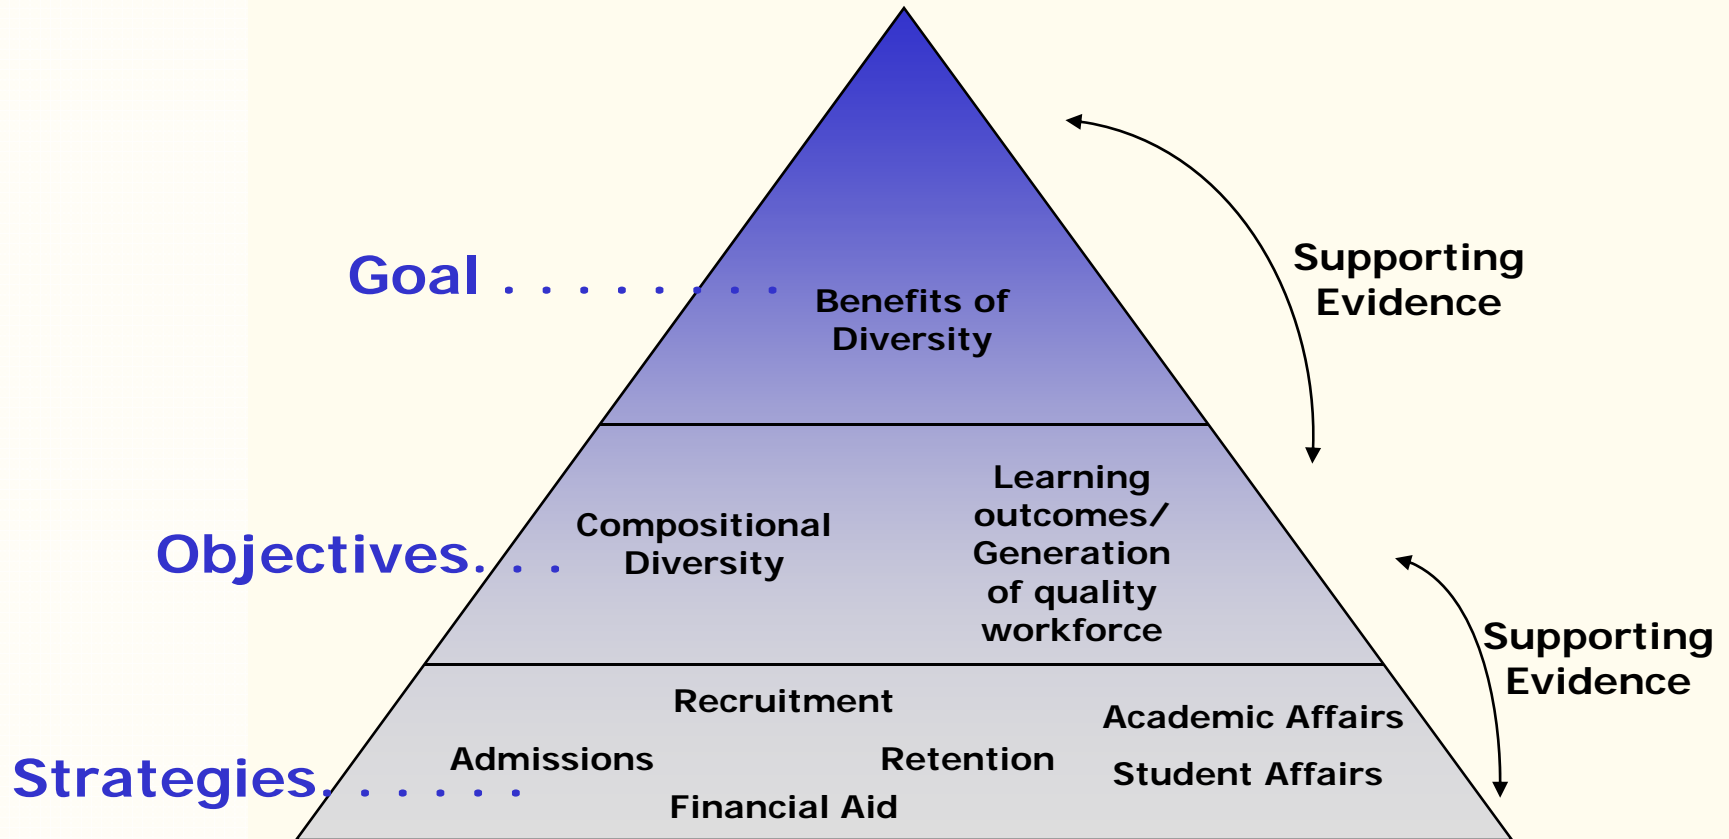 Goal . . . . . . . .
Benefits of
Diversity
Supporting
Evidence
Objectives. . .
Compositional
Diversity
Learning
outcomes/
Generation
of quality
workforce
Supporting
Evidence
Strategies. . . . . .
Recruitment
Admissions
Retention
Financial Aid
Academic Affairs
Student Affairs